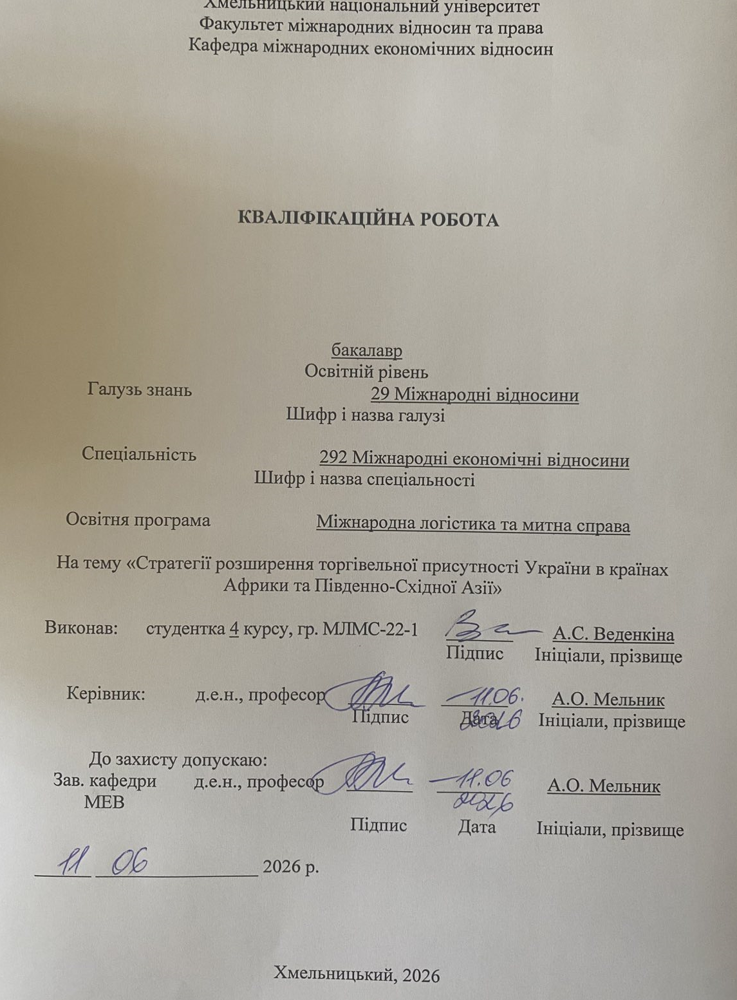 Хмельницький національний університет
Факультет міжнародних відносин та права
Кафедра міжнародних економічних відносин
КВАЛІФІКАЦІЙНА РОБОТА
бакалавр
Освітній рівень
Галузь знань 29 Міжнародні відносини
Шифр і назва галузі
Спеціальність 292 Міжнародні економічні відносини
Шифр і назва спеціальності
Освітня програма Міжнародна логістика та митна справа
На тему «Стратегії розширення торгівельної присутності України в країнах
Африки та Південно-Східної Азії»
Виконав: студентка 4 курсу, гр. МЛМС-22-1 А.С. Веденкіна
Підпис Ініціали, прізвище
Керівник: д.е.н., професор 11.06. А.О. Мельник
Підпис Дата 2026 Ініціали, прізвище
До захисту допускаю:
Зав. кафедри д.е.н., професор 11.06 А.О. Мельник
МЕВ 2026
Підпис Дата Ініціали, прізвище
11 06 2026 р.
Хмельницький, 2026